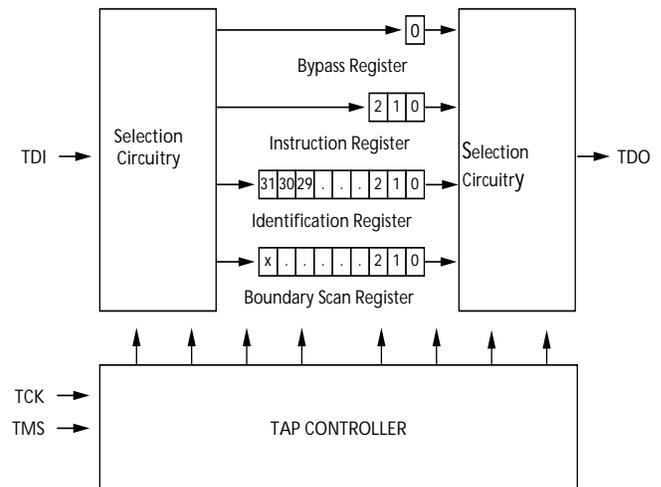 0
Bypass Register
2 1 0
Instruction Register
Selection
Circuitry
TDI
Selection
Circuitry
TDO
31 30 29 . . . 2 1 0
Identification Register
x . . . . . 2 1 0
Boundary Scan Register
TCK
TMS
TAP CONTROLLER